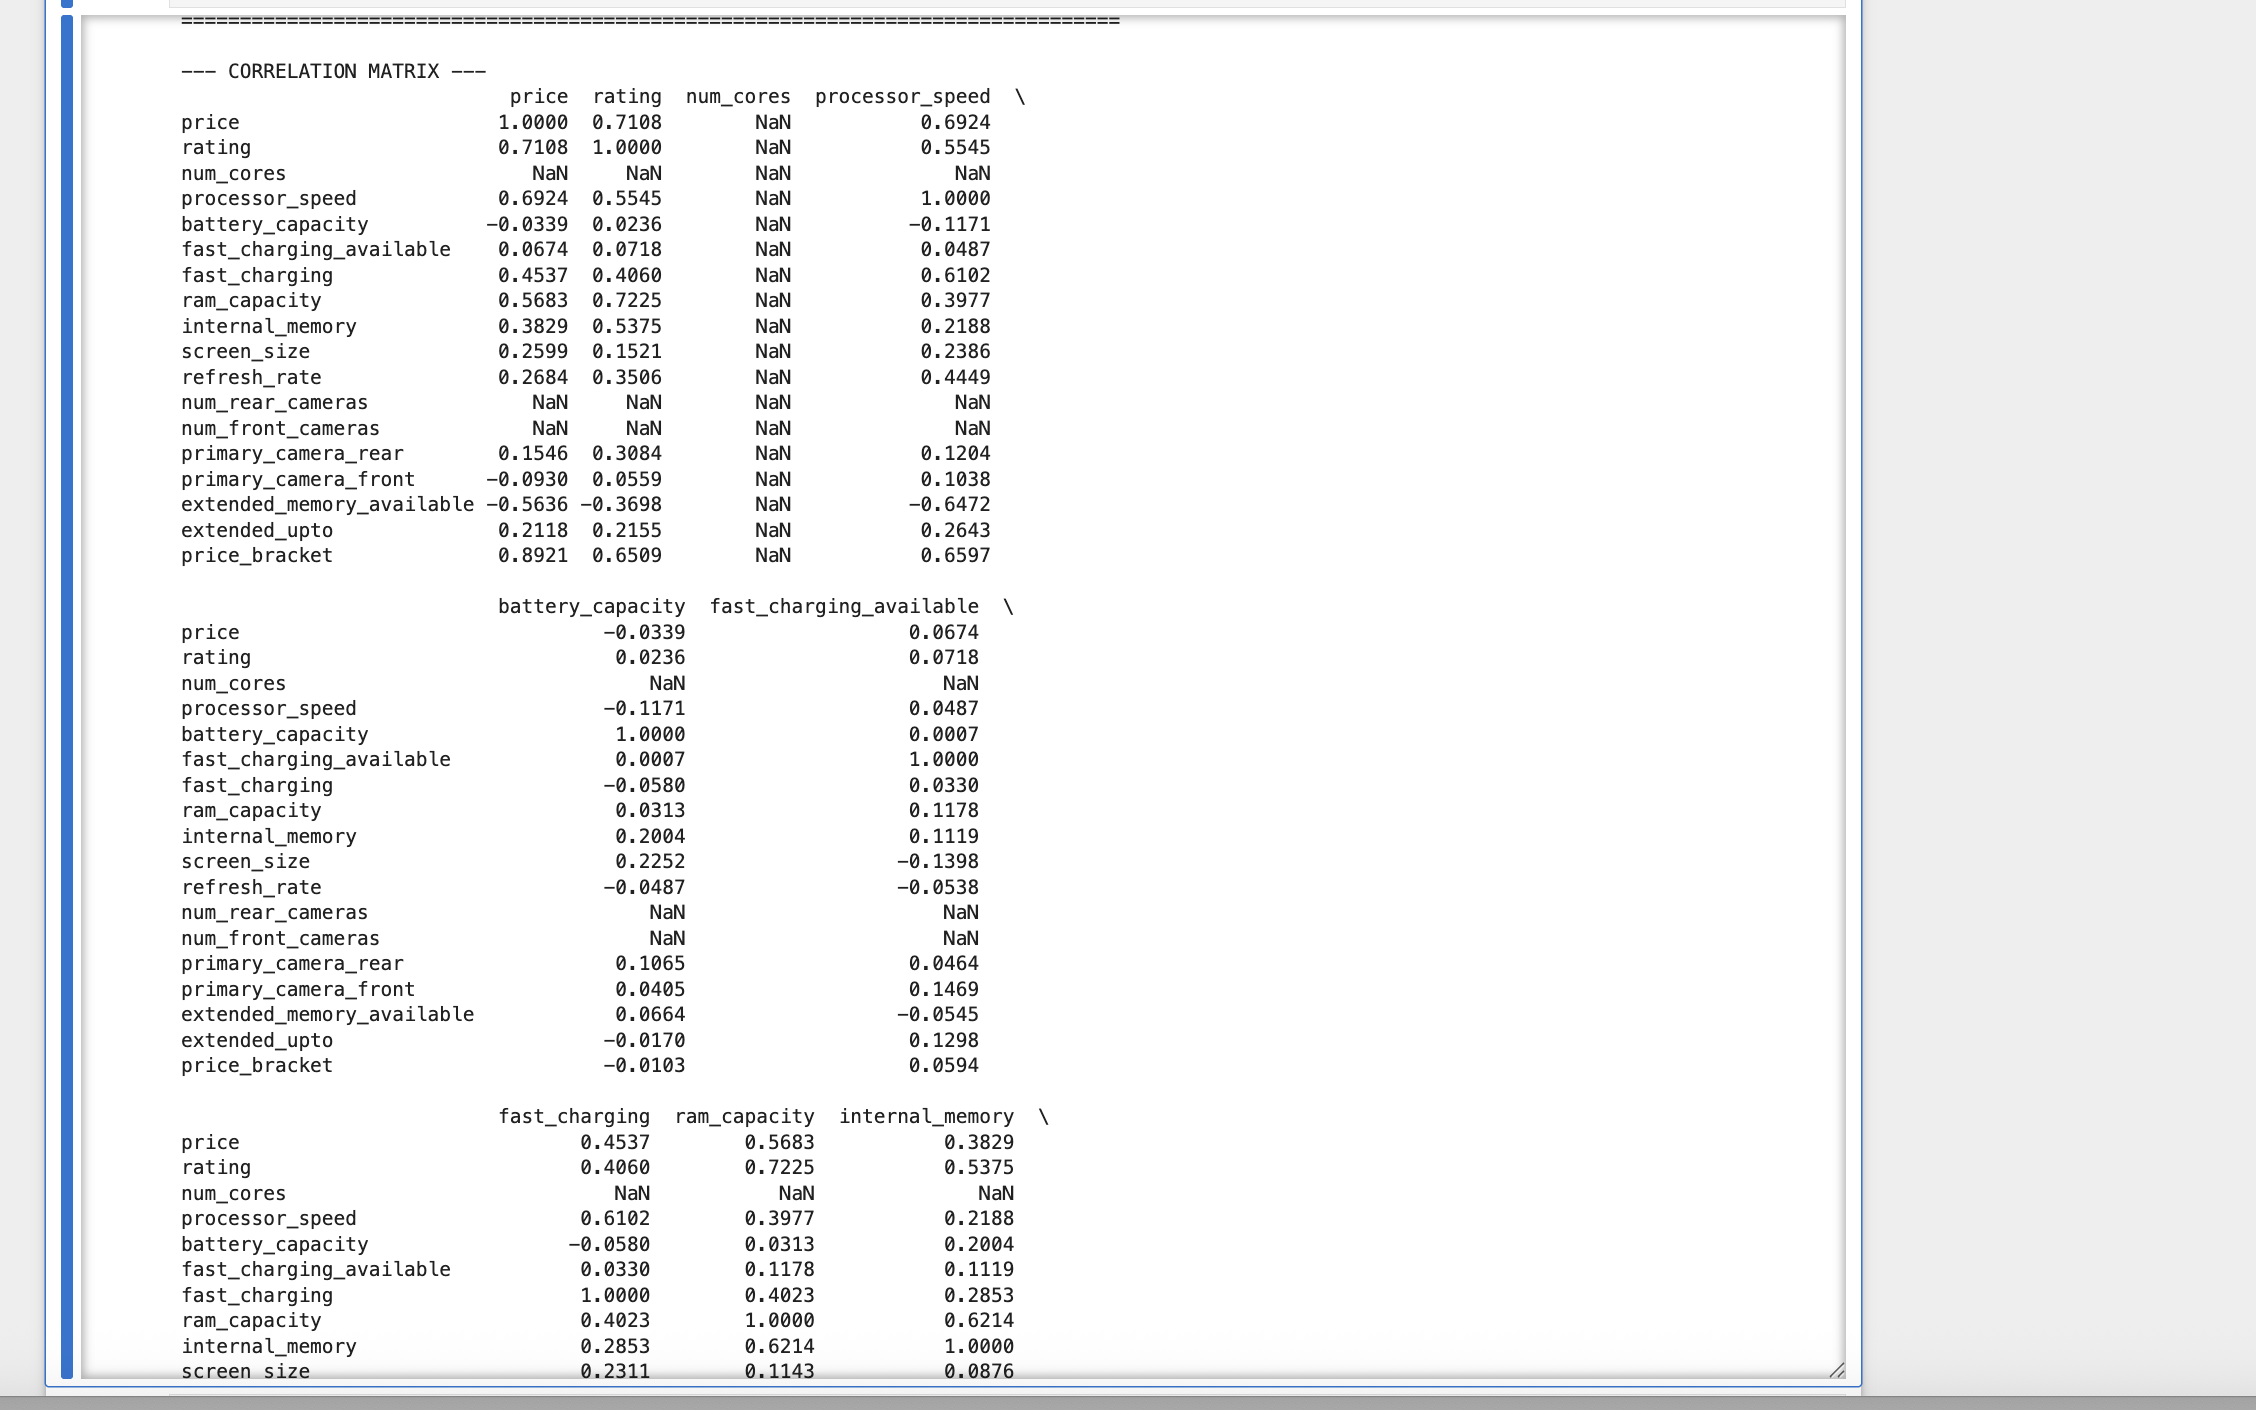 ================================================================================
--- CORRELATION MATRIX ---
                            price  rating  num_cores  processor_speed  \
price                      1.0000  0.7108        NaN           0.6924
rating                     0.7108  1.0000        NaN           0.5545
num_cores                     NaN     NaN        NaN              NaN
processor_speed            0.6924  0.5545        NaN           1.0000
battery_capacity          -0.0339  0.0236        NaN          -0.1171
fast_charging_available    0.0674  0.0718        NaN           0.0487
fast_charging              0.4537  0.4060        NaN           0.6102
ram_capacity               0.5683  0.7225        NaN           0.3977
internal_memory            0.3829  0.5375        NaN           0.2188
screen_size                0.2599  0.1521        NaN           0.2386
refresh_rate               0.2684  0.3506        NaN           0.4449
num_rear_cameras              NaN     NaN        NaN              NaN
num_front_cameras             NaN     NaN        NaN              NaN
primary_camera_rear        0.1546  0.3084        NaN           0.1204
primary_camera_front      -0.0930  0.0559        NaN           0.1038
extended_memory_available -0.5636 -0.3698        NaN          -0.6472
extended_upto              0.2118  0.2155        NaN           0.2643
price_bracket              0.8921  0.6509        NaN           0.6597
                           battery_capacity  fast_charging_available  \
price                               -0.0339                   0.0674
rating                               0.0236                   0.0718
num_cores                               NaN                      NaN
processor_speed                     -0.1171                   0.0487
battery_capacity                     1.0000                   0.0007
fast_charging_available              0.0007                   1.0000
fast_charging                       -0.0580                   0.0330
ram_capacity                         0.0313                   0.1178
internal_memory                      0.2004                   0.1119
screen_size                          0.2252                  -0.1398
refresh_rate                        -0.0487                  -0.0538
num_rear_cameras                        NaN                      NaN
num_front_cameras                       NaN                      NaN
primary_camera_rear                  0.1065                   0.0464
primary_camera_front                 0.0405                   0.1469
extended_memory_available            0.0664                  -0.0545
extended_upto                       -0.0170                   0.1298
price_bracket                       -0.0103                   0.0594
                           fast_charging  ram_capacity  internal_memory  \
price                             0.4537        0.5683           0.3829
rating                            0.4060        0.7225           0.5375
num_cores                            NaN           NaN              NaN
processor_speed                   0.6102        0.3977           0.2188
battery_capacity                 -0.0580        0.0313           0.2004
fast_charging_available           0.0330        0.1178           0.1119
fast_charging                     1.0000        0.4023           0.2853
ram_capacity                      0.4023        1.0000           0.6214
internal_memory                   0.2853        0.6214           1.0000
screen_size                       0.2311        0.1143           0.0876